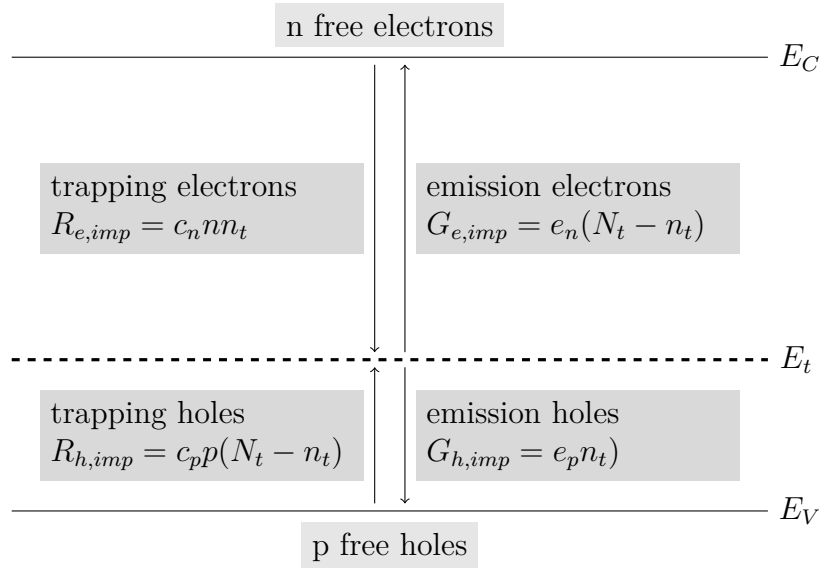 n free electrons
E_C
trapping electrons
R_{e,imp} = c_n n n_t
emission electrons
G_{e,imp} = e_n(N_t − n_t)
E_t
trapping holes
R_{h,imp} = c_p p(N_t − n_t)
emission holes
G_{h,imp} = e_p n_t)
E_V
p free holes